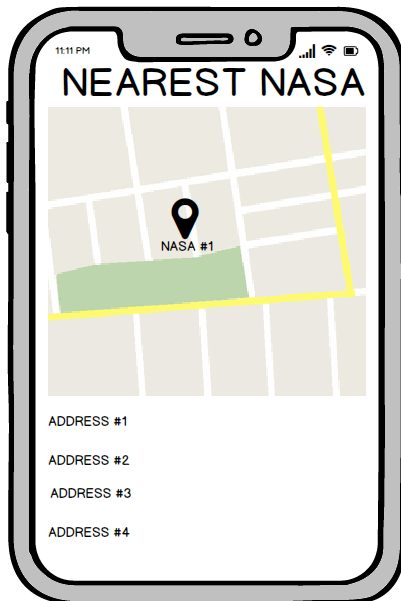 11:11 PM
NEAREST NASA
NASA #1
ADDRESS #1
ADDRESS #2
ADDRESS #3
ADDRESS #4